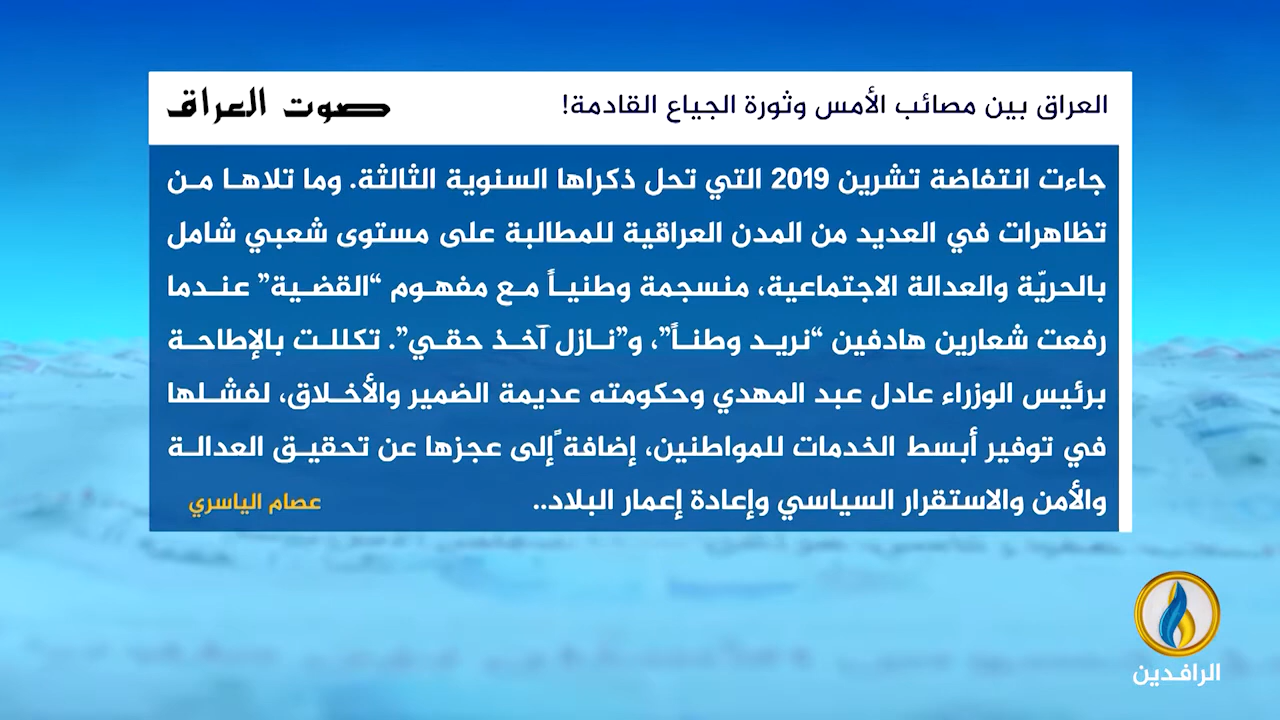 العراق بين مصائب الأمس وثورة الجياع القادمة!
صوت العراق
جاءت انتفاضة تشرين 2019 التي تحل ذكراها السنوية الثالثة. وما تلاها من
تظاهرات في العديد من المدن العراقية للمطالبة على مستوى شعبي شامل
بالحريّة والعدالة الاجتماعية، منسجمة وطنياً مع مفهوم “القضية” عندما
رفعت شعارين هادفين “نريد وطناً”، و”نازل آخذ حقي”. تكللت بالإطاحة
برئيس الوزراء عادل عبد المهدي وحكومته عديمة الضمير والأخلاق، لفشلها
في توفير أبسط الخدمات للمواطنين، إضافة ًإلى عجزها عن تحقيق العدالة
والأمن والاستقرار السياسي وإعادة إعمار البلاد..
عصام الياسري
الرافدين